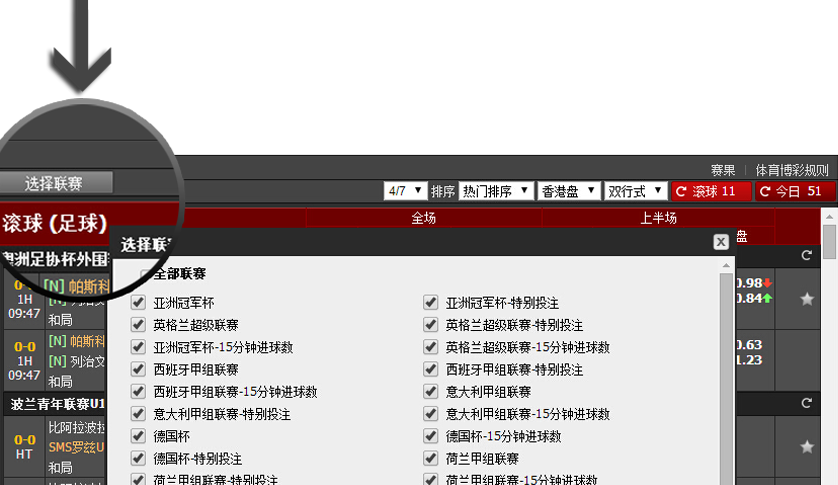 赛果 体育博彩规则
选择联赛
4/7 排序 热门排序 香港盘 双行式 滚球 11 今日 51
滚球 (足球)
全场 上半场
选择联
盘
澳洲足协杯外围
全部联赛
[N] 帕斯科
亚洲冠军杯 亚洲冠军杯-特别投注
0.98
1H
0.84
09:47
和局
英格兰超级联赛 英格兰超级联赛-特别投注
0-0 [N] 帕斯科
亚洲冠军杯-15分钟进球数 英格兰超级联赛-15分钟进球数
0.63
1H [N] 列治文
西班牙甲组联赛 西班牙甲组联赛-特别投注
1.23
09:47 和局
西班牙甲组联赛-15分钟进球数 意大利甲组联赛
波兰青年联赛U1
意大利甲组联赛-特别投注 意大利甲组联赛-15分钟进球数
比阿拉波拉
德国杯 德国杯-15分钟进球数
0-0 SMS罗兹U
HT 和局
德国杯-特别投注 荷兰甲组联赛
荷兰甲组联赛-特别投注 荷兰甲组联赛-15分钟进球数